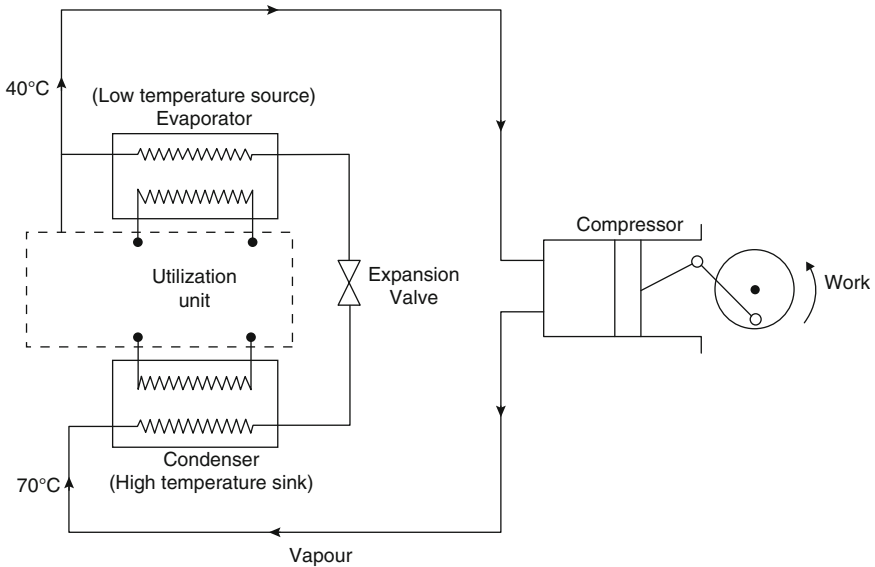 40°C
(Low temperature source)
Evaporator
Compressor
Utilization
unit
Expansion
Valve
Work
Condenser
(High temperature sink)
70°C
Vapour